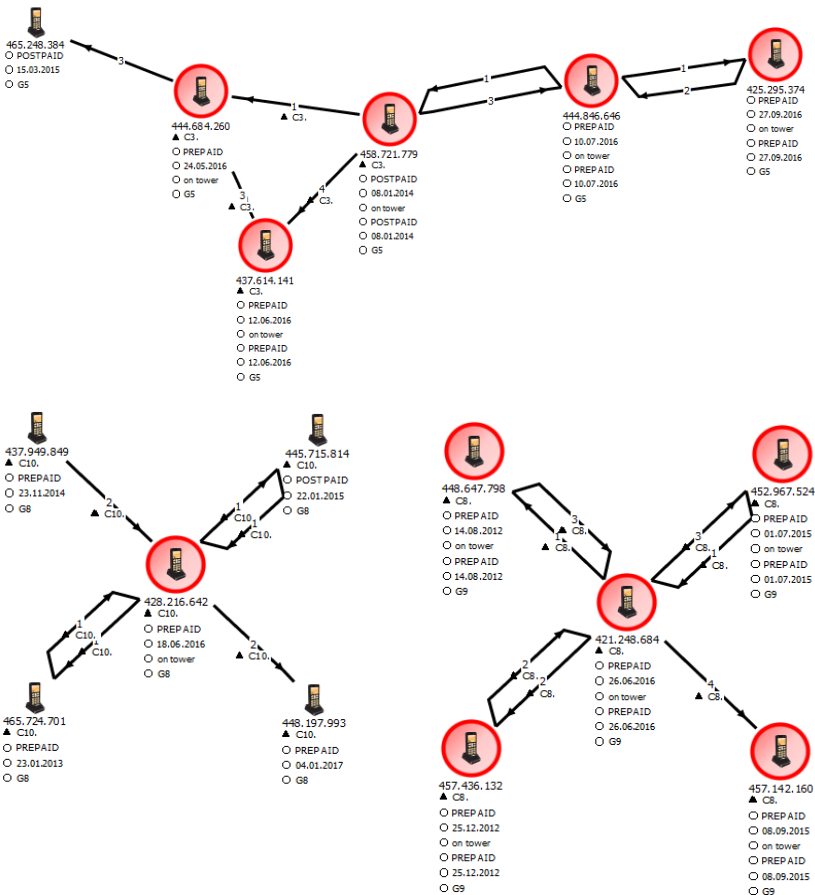 465.248.384
POSTPAID
15.03.2015
G5
3
444.684.260
▲ C3.
PREPAID
24.05.2016
on tower
G5
1
▲ C3.
458.721.779
▲ C3.
POSTPAID
08.01.2014
on tower
POSTPAID
08.01.2014
G5
1
3
444.846.646
PREPAID
10.07.2016
on tower
PREPAID
10.07.2016
G5
1
2
425.295.374
PREPAID
27.09.2016
on tower
PREPAID
27.09.2016
G5
3
▲ C3.
4
C3.
437.614.141
▲ C3.
PREPAID
12.06.2016
on tower
PREPAID
12.06.2016
G5
437.949.849
▲ C10.
PREPAID
23.11.2014
G8
2
▲ C10.
445.715.814
▲ C10.
POSTPAID
22.01.2015
G8
1
C10.
1
C10.
428.216.642
▲ C10.
PREPAID
18.06.2016
on tower
G8
1
C10.
1
C10.
465.724.701
▲ C10.
PREPAID
23.01.2013
G8
2
▲ C10.
448.197.993
▲ C10.
PREPAID
04.01.2017
G8
448.647.798
▲ C8.
PREPAID
14.08.2012
on tower
PREPAID
14.08.2012
G9
3
C8.
1
▲ C8.
452.967.524
▲ C8.
PREPAID
01.07.2015
on tower
PREPAID
01.07.2015
G9
3
C8.
1
C8.
421.248.684
▲ C8.
PREPAID
26.06.2016
on tower
PREPAID
26.06.2016
G9
2
C8.
2
C8.
457.436.132
▲ C8.
PREPAID
25.12.2012
on tower
PREPAID
25.12.2012
G9
4
▲ C8.
457.142.160
▲ C8.
PREPAID
08.09.2015
on tower
PREPAID
08.09.2015
G9